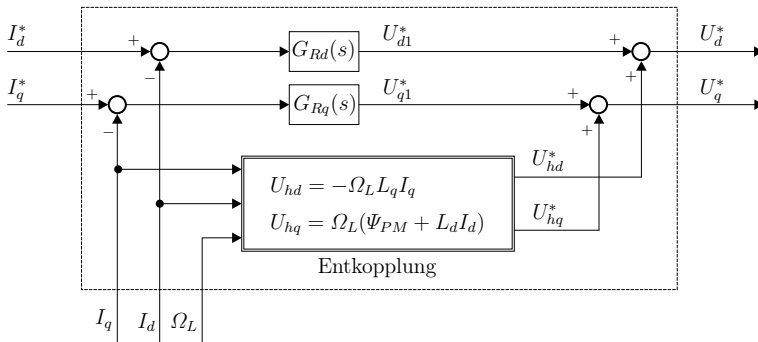 I_d^* + − G_{Rd}(s) U_{d1}^* + + U_d^*
I_q^* + − G_{Rq}(s) U_{q1}^* + + U_q^*
U_{hd} = −Ω_L L_q I_q U_{hd}^*
U_{hq} = Ω_L(Ψ_{PM} + L_d I_d) U_{hq}^*
Entkopplung
I_q I_d Ω_L